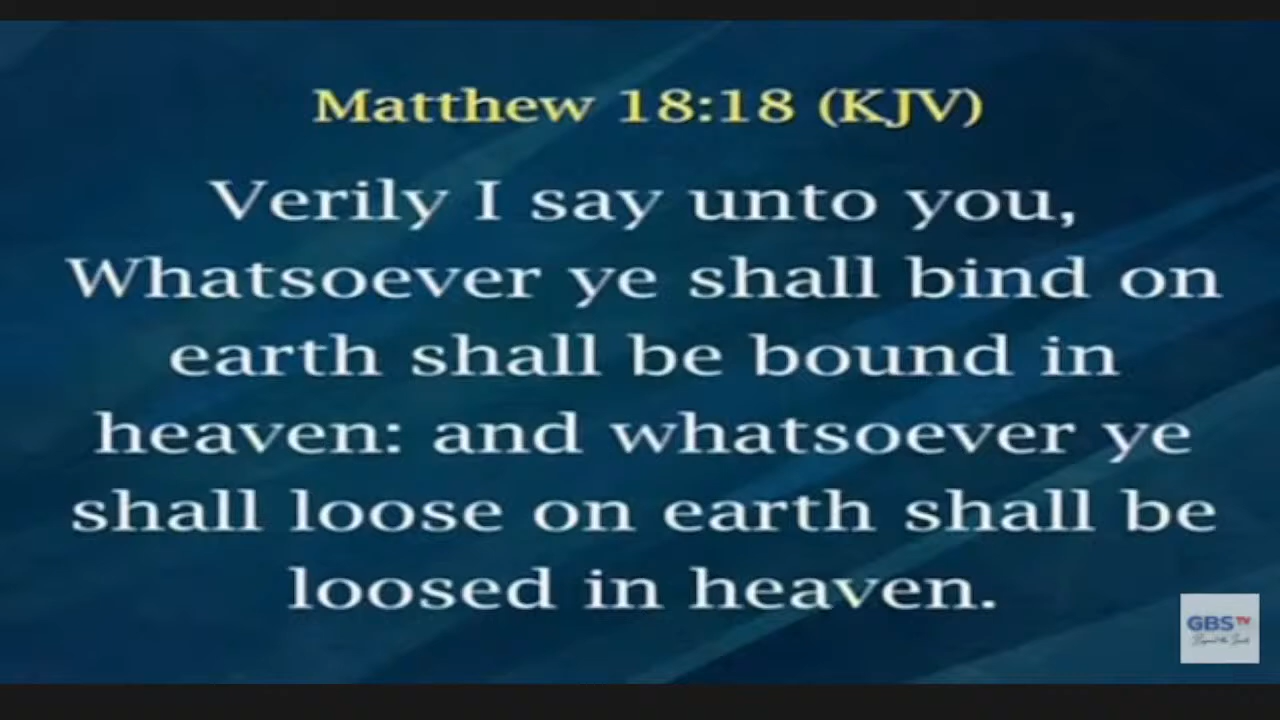 Matthew 18:18 (KJV)
Verily I say unto you,
Whatsoever ye shall bind on
earth shall be bound in
heaven: and whatsoever ye
shall loose on earth shall be
loosed in heaven.
GBS TV